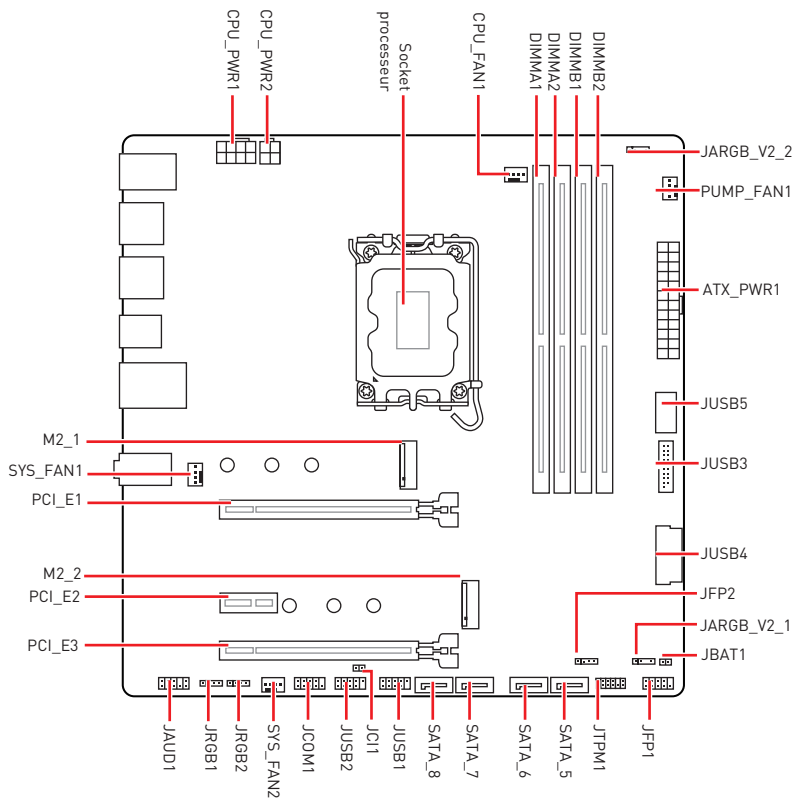 CPU_PWR1
CPU_PWR2
Socket
processeur
CPU_FAN1
DIMMA1
DIMMA2
DIMMB1
DIMMB2
JARGB_V2_2
PUMP_FAN1
ATX_PWR1
JUSB5
M2_1
SYS_FAN1
JUSB3
PCI_E1
JUSB4
M2_2
PCI_E2
JFP2
JARGB_V2_1
PCI_E3
JBAT1
JAUD1
JRGB1
JRGB2
SYS_FAN2
JCOM1
JUSB2
JCI1
JUSB1
SATA_8
SATA_7
SATA_6
SATA_5
JTPM1
JFP1